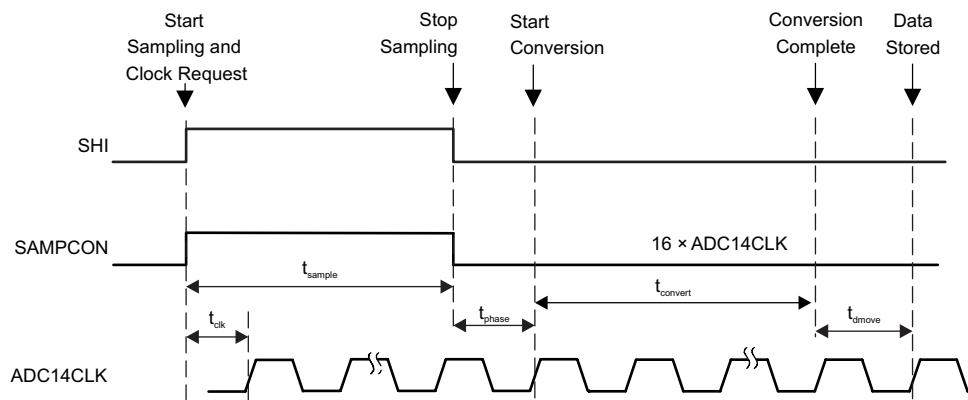 Start
Sampling and
Clock Request
Stop
Sampling
Start
Conversion
Conversion
Complete
Data
Stored
SHI
SAMPCON
16 × ADC14CLK
tsample
tconvert
tclk
tphase
tdmove
ADC14CLK